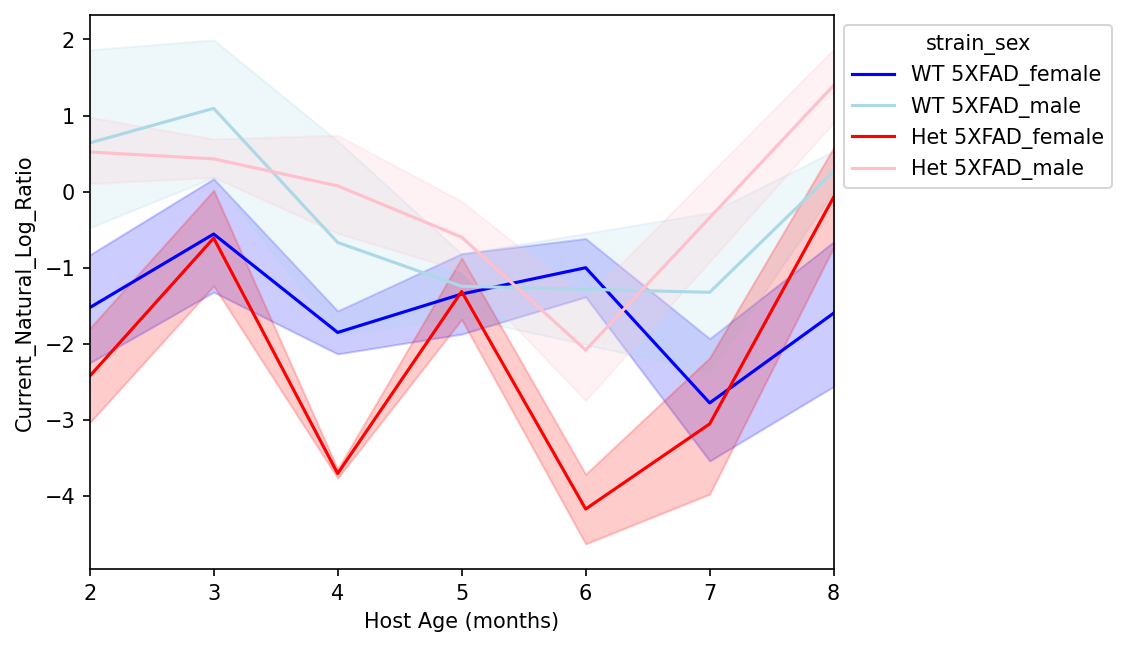 2
1
0
−1
−2
−3
−4
Current_Natural_Log_Ratio
2 3 4 5 6 7 8
Host Age (months)
strain_sex
WT 5XFAD_female
WT 5XFAD_male
Het 5XFAD_female
Het 5XFAD_male